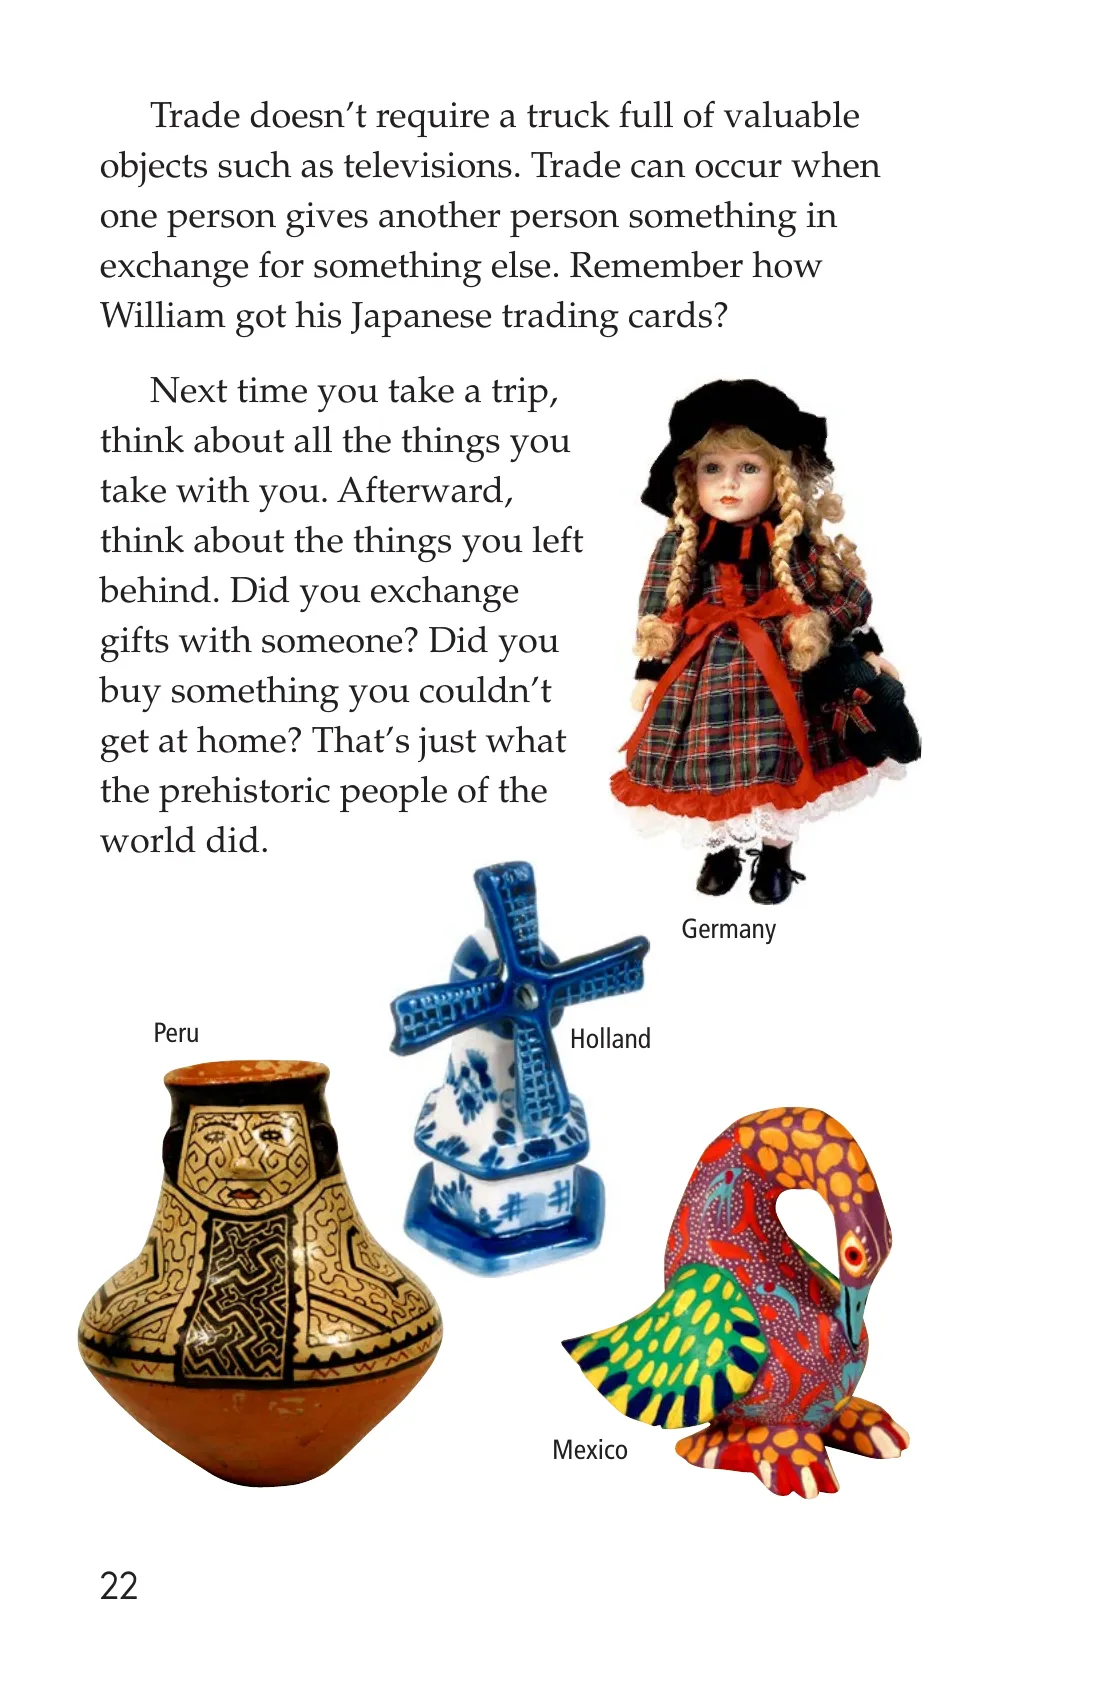 Trade doesn’t require a truck full of valuable
objects such as televisions. Trade can occur when
one person gives another person something in
exchange for something else. Remember how
William got his Japanese trading cards?
Next time you take a trip,
think about all the things you
take with you. Afterward,
think about the things you left
behind. Did you exchange
gifts with someone? Did you
buy something you couldn’t
get at home? That’s just what
the prehistoric people of the
world did.
Germany
Peru
Holland
Mexico
22